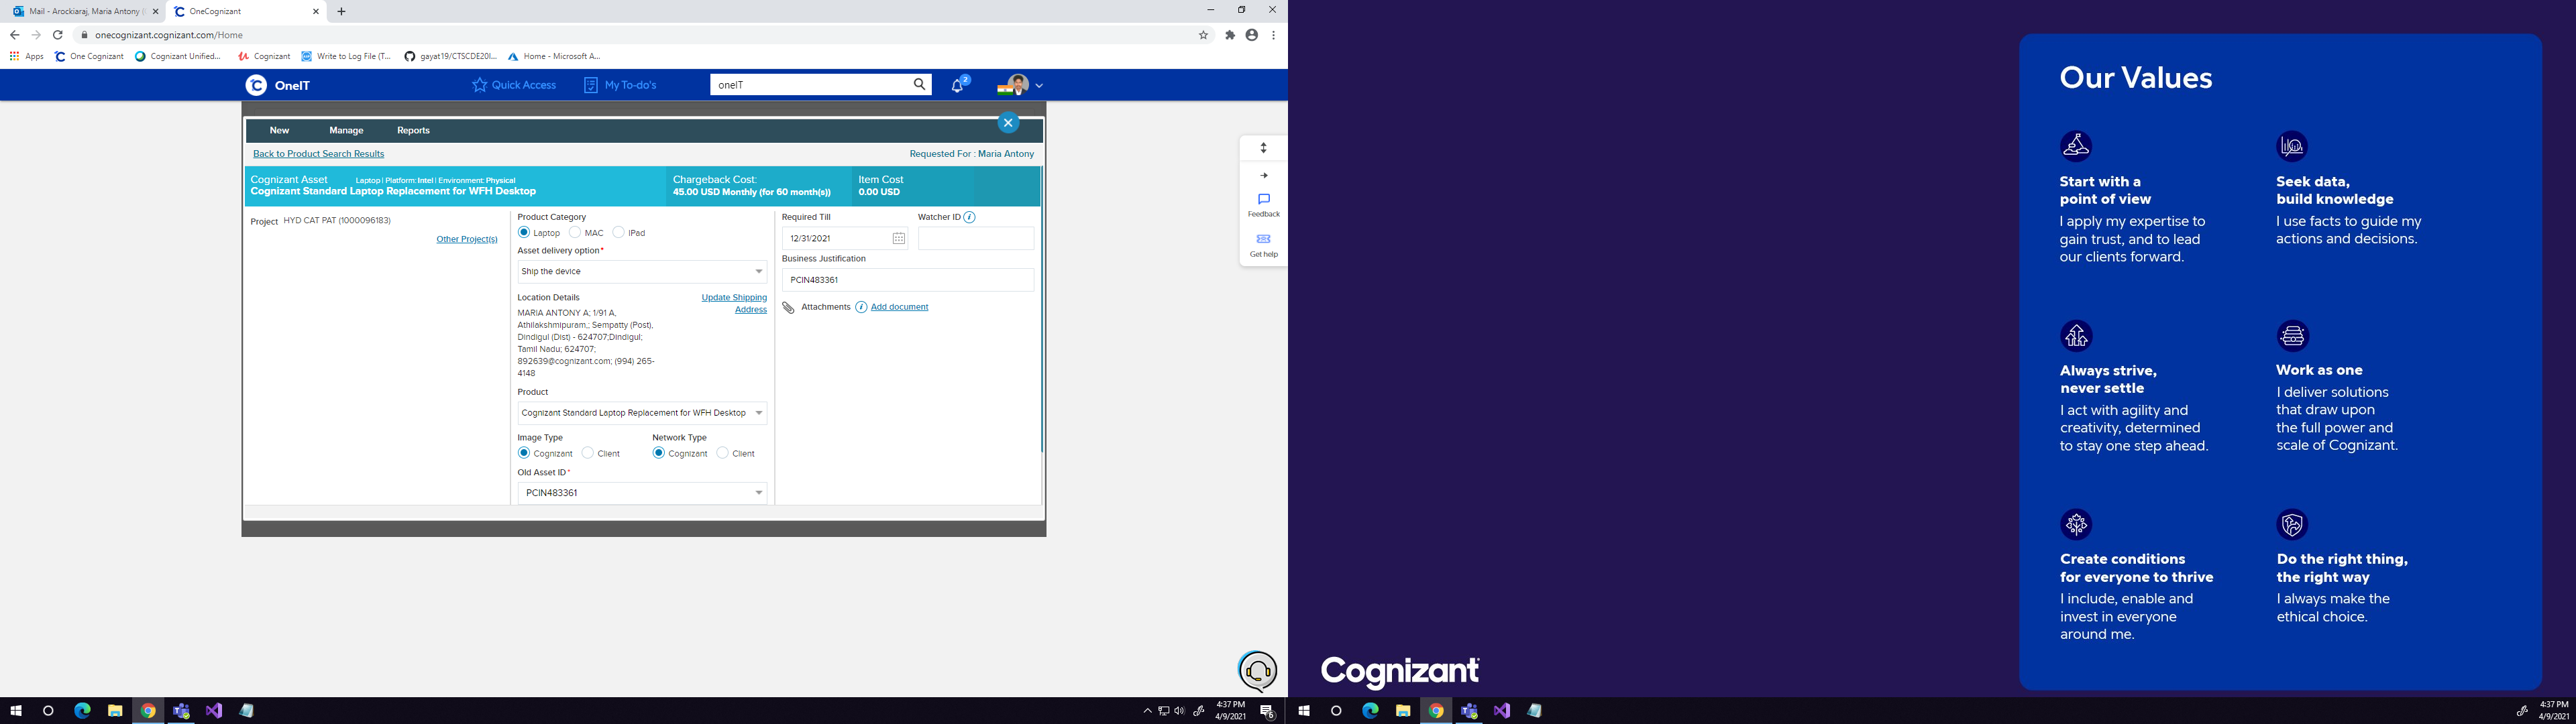 Mail - Arockiaraj, Maria Antony
OneCognizant
onecognizant.cognizant.com/Home
Apps
One Cognizant
Cognizant Unified...
Cognizant
Write to Log File (T...
gayat19/CTSCDE20I...
Home - Microsoft A...
OneIT
Quick Access
My To-do's
oneIT
2
New
Manage
Reports
Back to Product Search Results
Requested For : Maria Antony
Cognizant Asset
Laptop | Platform: Intel | Environment: Physical
Cognizant Standard Laptop Replacement for WFH Desktop
Chargeback Cost:
45.00 USD Monthly (for 60 month(s))
Item Cost
0.00 USD
Project HYD CAT PAT (1000096183)
Other Project(s)
Product Category
Laptop
MAC
IPad
Asset delivery option*
Ship the device
Location Details
Update Shipping
Address
MARIA ANTONY A; 1/91 A,
Athilakshmipuram,; Sempatty (Post),
Dindigul (Dist) - 624707;Dindigul;
Tamil Nadu; 624707;
892639@cognizant.com; (994) 265-
4148
Product
Cognizant Standard Laptop Replacement for WFH Desktop
Image Type
Network Type
Cognizant
Client
Cognizant
Client
Old Asset ID*
PCIN483361
Required Till
Watcher ID
12/31/2021
Business Justification
PCIN483361
Attachments
Add document
Feedback
Get help
4:37 PM
4/9/2021
6
Our Values
Start with a
point of view
I apply my expertise to
gain trust, and to lead
our clients forward.
Seek data,
build knowledge
I use facts to guide my
actions and decisions.
Always strive,
never settle
I act with agility and
creativity, determined
to stay one step ahead.
Work as one
I deliver solutions
that draw upon
the full power and
scale of Cognizant.
Create conditions
for everyone to thrive
I include, enable and
invest in everyone
around me.
Do the right thing,
the right way
I always make the
ethical choice.
Cognizant
4:37 PM
4/9/2021